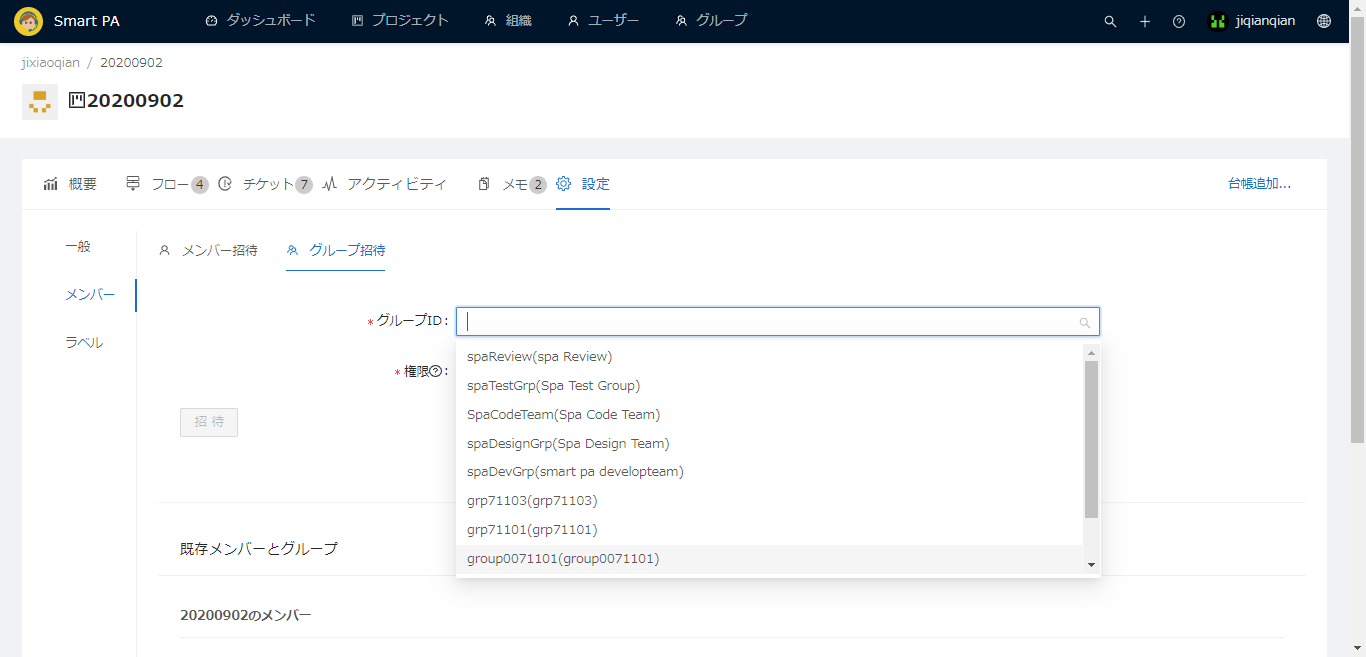 Smart PA ダッシュボード プロジェクト 組織 ユーザー グループ jiqianqian
jixiaoqian / 20200902
20200902
概要 フロー 4 チケット 7 アクティビティ メモ 2 設定 台帳追加...
一般
メンバー
ラベル
メンバー招待 グループ招待
* グループID:
* 権限?:
招 待
spaReview(spa Review)
spaTestGrp(Spa Test Group)
SpaCodeTeam(Spa Code Team)
spaDesignGrp(Spa Design Team)
spaDevGrp(smart pa developteam)
grp71103(grp71103)
grp71101(grp71101)
group0071101(group0071101)
既存メンバーとグループ
20200902のメンバー